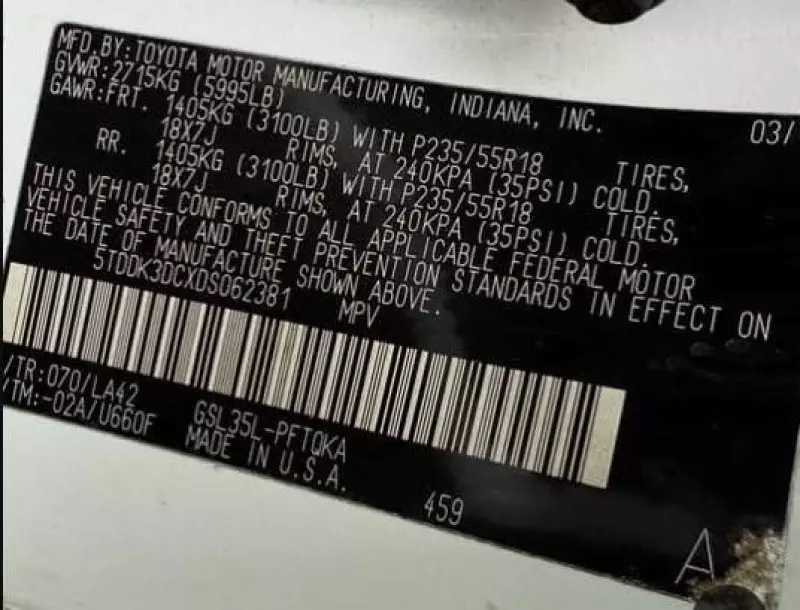 MFD.BY:TOYOTA MOTOR MANUFACTURING, INDIANA, INC. 03/
GVWR:2715KG (5995LB)
GAWR:FRT. 1405KG (3100LB) WITH P235/55R18 TIRES,
18X7J RIMS, AT 240KPA (35PSI) COLD.
RR. 1405KG (3100LB) WITH P235/55R18 TIRES,
18X7J RIMS, AT 240KPA (35PSI) COLD.
THIS VEHICLE CONFORMS TO ALL APPLICABLE FEDERAL MOTOR
VEHICLE SAFETY AND THEFT PREVENTION STANDARDS IN EFFECT ON
THE DATE OF MANUFACTURE SHOWN ABOVE.
5TDDK3DCXDS062381 MPV
/TR:070/LA42 GSL35L-PFTQKA
/TM:-02A/U660F MADE IN U.S.A.
459
A